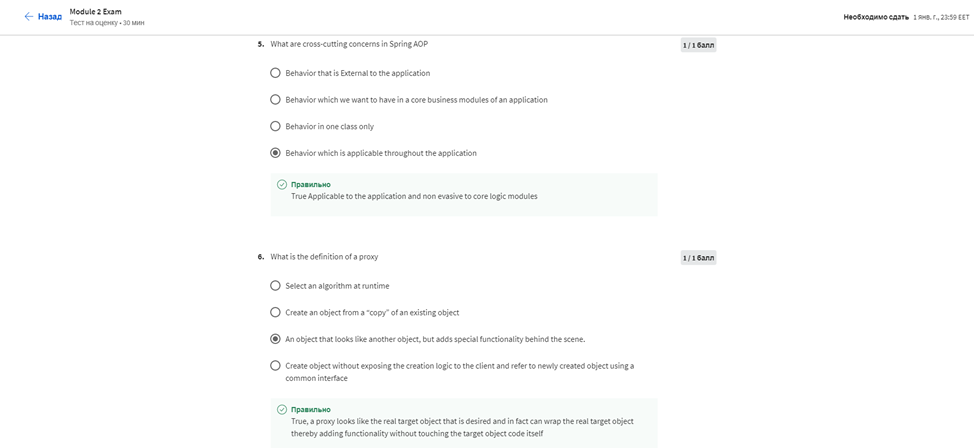 Назад
Module 2 Exam
Тест на оценку • 30 мин
Необходимо сдать 1 янв. г., 23:59 EET
5. What are cross-cutting concerns in Spring AOP
1 / 1 балл
Behavior that is External to the application
Behavior which we want to have in a core business modules of an application
Behavior in one class only
Behavior which is applicable throughout the application
Правильно
True Applicable to the application and non evasive to core logic modules
6. What is the definition of a proxy
1 / 1 балл
Select an algorithm at runtime
Create an object from a “copy” of an existing object
An object that looks like another object, but adds special functionality behind the scene.
Create object without exposing the creation logic to the client and refer to newly created object using a
common interface
Правильно
True, a proxy looks like the real target object that is desired and in fact can wrap the real target object
thereby adding functionality without touching the target object code itself